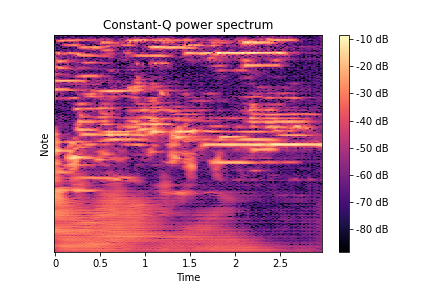 Constant-Q power spectrum
Note
0
0.5
1
1.5
2
2.5
Time
-10 dB
-20 dB
-30 dB
-40 dB
-50 dB
-60 dB
-70 dB
-80 dB